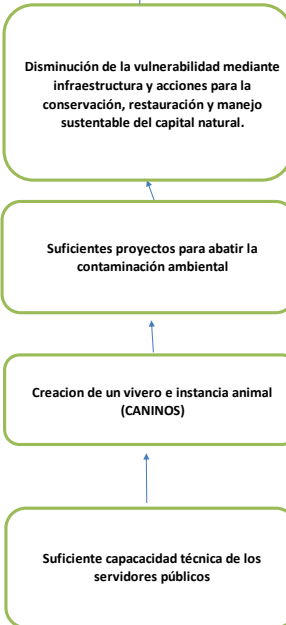 Disminución de la vulnerabilidad mediante
infraestructura y acciones para la
conservación, restauración y manejo
sustentable del capital natural.
Suficientes proyectos para abatir la
contaminación ambiental
Creacion de un vivero e instancia animal
(CANINOS)
Suficiente capacacidad técnica de los
servidores públicos